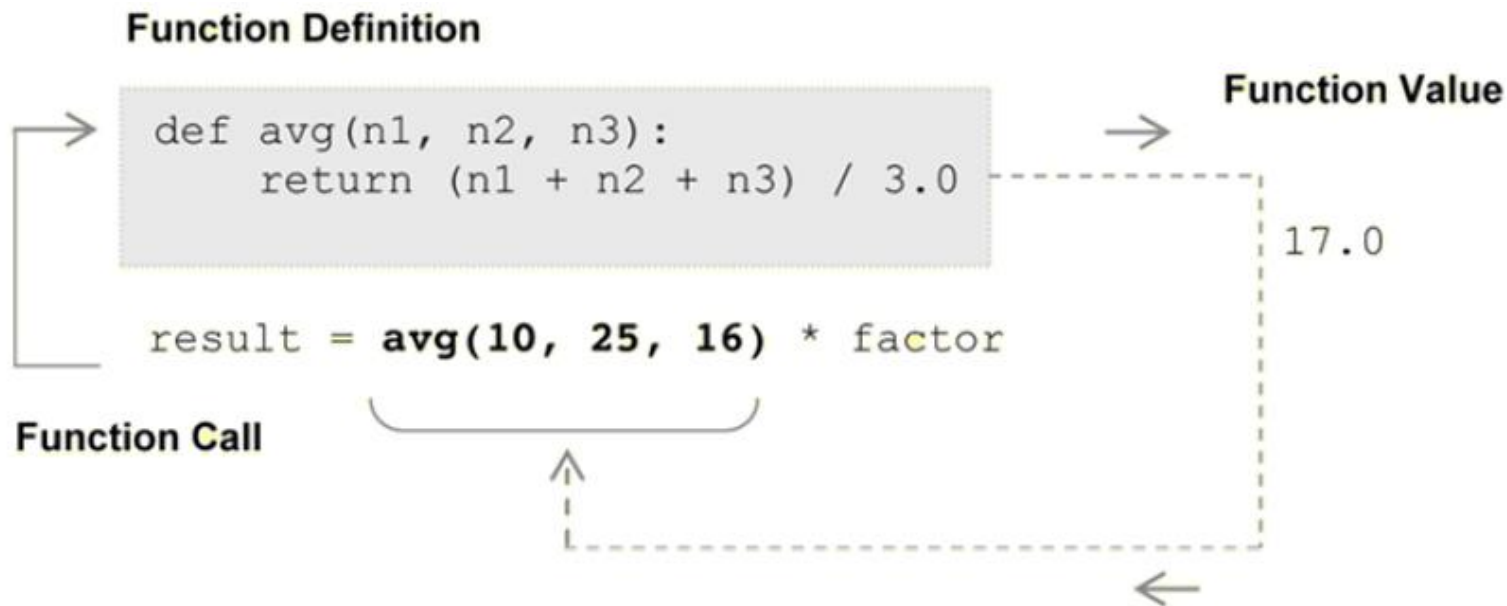 Function Definition
Function Value
def avg(n1, n2, n3):
    return (n1 + n2 + n3) / 3.0
17.0
result = avg(10, 25, 16) * factor
Function Call